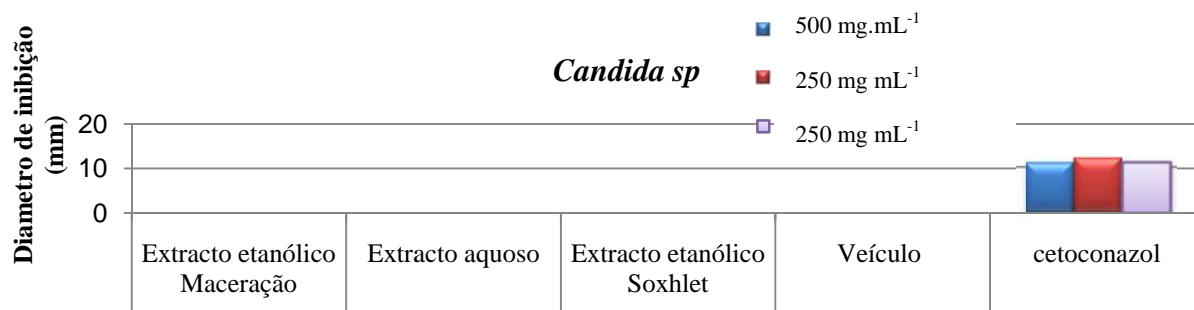 500 mg.mL⁻¹
Candida sp
250 mg mL⁻¹
250 mg mL⁻¹
Diametro de inibição
(mm)
20
10
0
Extracto etanólico
Maceração
Extracto aquoso
Extracto etanólico
Soxhlet
Veículo
cetoconazol